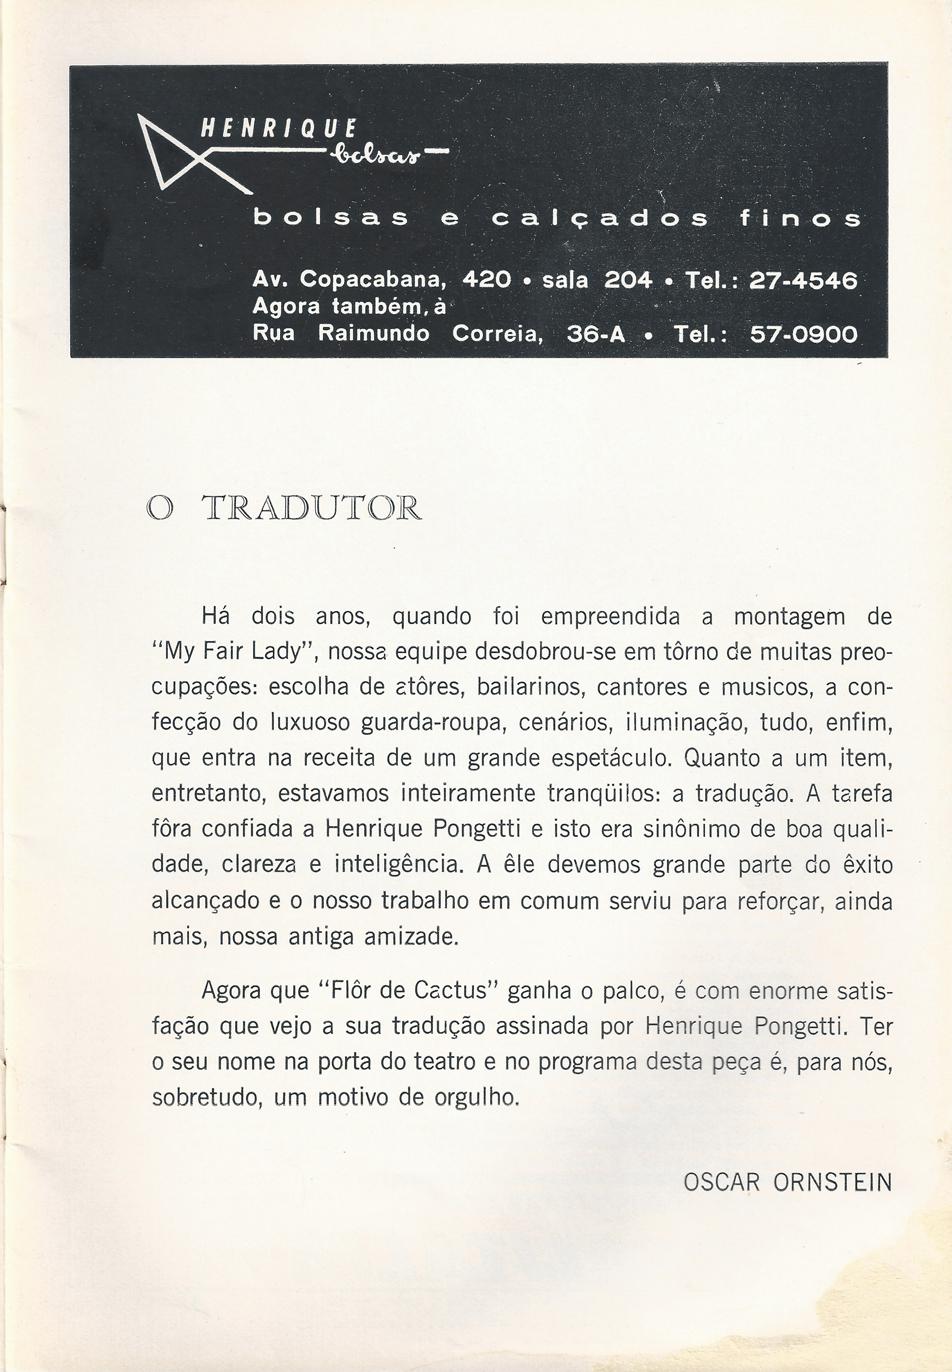 HENRIQUE
bolsas
bolsas e calçados finos
Av. Copacabana, 420 • sala 204 • Tel.: 27-4546
Agora também, à
Rua Raimundo Correia, 36-A • Tel.: 57-0900
O TRADUTOR
Há dois anos, quando foi empreendida a montagem de
“My Fair Lady”, nossa equipe desdobrou-se em tôrno de muitas preo-
cupações: escolha de atôres, bailarinos, cantores e musicos, a con-
fecção do luxuoso guarda-roupa, cenários, iluminação, tudo, enfim,
que entra na receita de um grande espetáculo. Quanto a um item,
entretanto, estavamos inteiramente tranqüilos: a tradução. A tarefa
fôra confiada a Henrique Pongetti e isto era sinônimo de boa quali-
dade, clareza e inteligência. A êle devemos grande parte do êxito
alcançado e o nosso trabalho em comum serviu para reforçar, ainda
mais, nossa antiga amizade.
Agora que “Flôr de Cactus” ganha o palco, é com enorme satis-
fação que vejo a sua tradução assinada por Henrique Pongetti. Ter
o seu nome na porta do teatro e no programa desta peça é, para nós,
sobretudo, um motivo de orgulho.
OSCAR ORNSTEIN